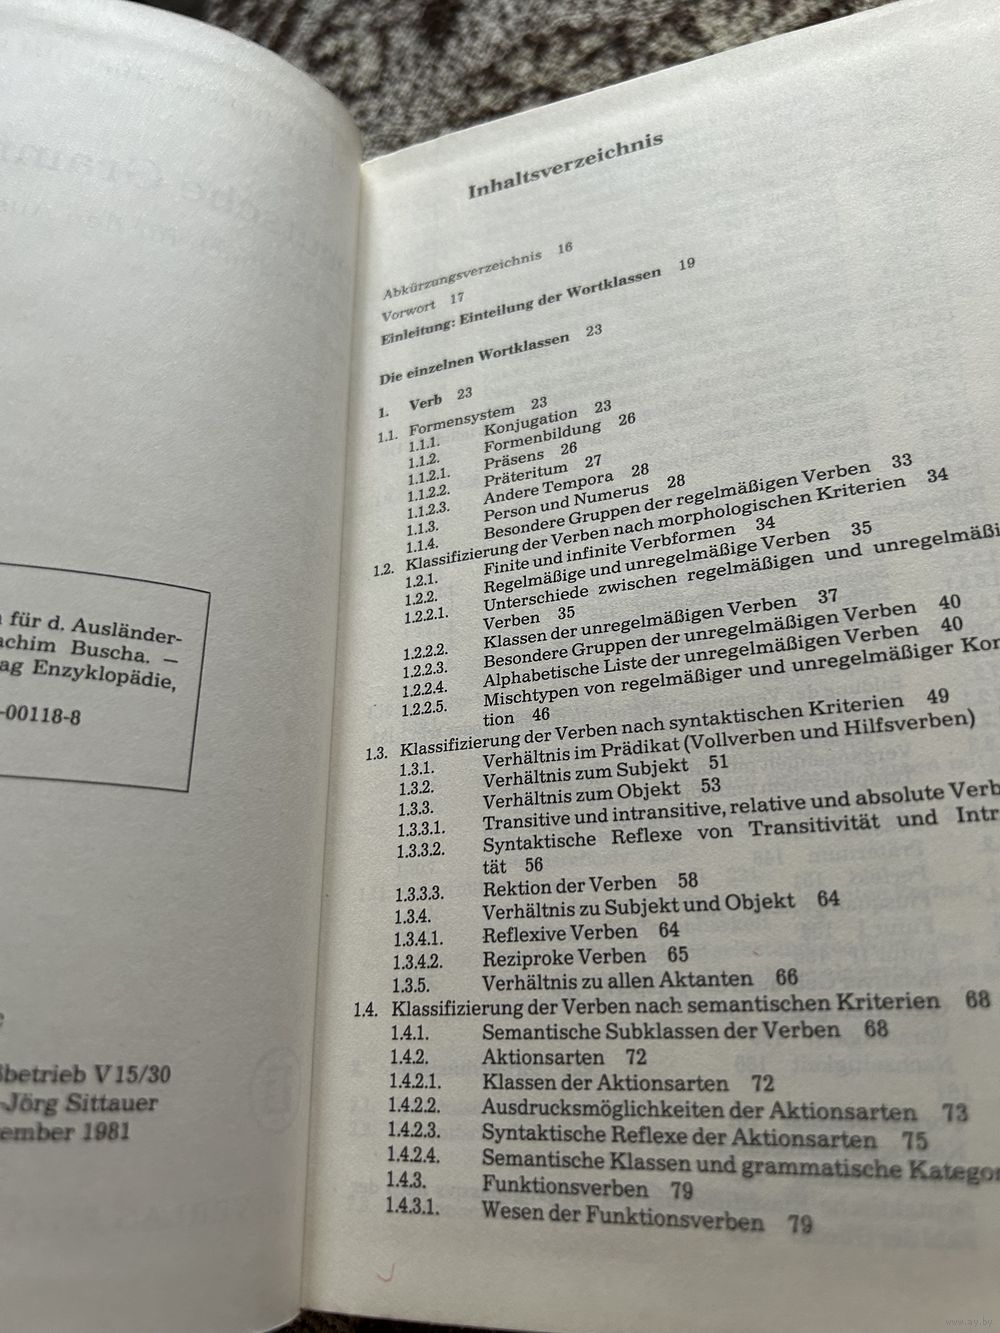 für d. Ausländer-
achim Buscha. –
ag Enzyklopädie,
-00118-8
betrieb V 15/30
-Jörg Sittauer
ember 1981
Inhaltsverzeichnis
Abkürzungsverzeichnis 16
Vorwort 17
Einleitung: Einteilung der Wortklassen 19
Die einzelnen Wortklassen 23
1. Verb 23
1.1. Formensystem 23
1.1.1. Konjugation 23
1.1.2. Formenbildung 26
1.1.2.1. Präsens 26
1.1.2.2. Präteritum 27
1.1.2.3. Andere Tempora 28
1.1.3. Person und Numerus 28
1.1.4. Besondere Gruppen der regelmäßigen Verben 33
1.2. Klassifizierung der Verben nach morphologischen Kriterien 34
1.2.1. Finite und infinite Verbformen 34
1.2.2. Regelmäßige und unregelmäßige Verben 35
1.2.2.1. Unterschiede zwischen regelmäßigen und unregelmäßi
Verben 35
1.2.2.2. Klassen der unregelmäßigen Verben 37
1.2.2.3. Besondere Gruppen der unregelmäßigen Verben 40
1.2.2.4. Alphabetische Liste der unregelmäßigen Verben 40
1.2.2.5. Mischtypen von regelmäßiger und unregelmäßiger Kon
tion 46
1.3. Klassifizierung der Verben nach syntaktischen Kriterien 49
1.3.1. Verhältnis im Prädikat (Vollverben und Hilfsverben)
1.3.2. Verhältnis zum Subjekt 51
1.3.3. Verhältnis zum Objekt 53
1.3.3.1. Transitive und intransitive, relative und absolute Verb
1.3.3.2. Syntaktische Reflexe von Transitivität und Intr
tät 56
1.3.3.3. Rektion der Verben 58
1.3.4. Verhältnis zu Subjekt und Objekt 64
1.3.4.1. Reflexive Verben 64
1.3.4.2. Reziproke Verben 65
1.3.5. Verhältnis zu allen Aktanten 66
1.4. Klassifizierung der Verben nach semantischen Kriterien 68
1.4.1. Semantische Subklassen der Verben 68
1.4.2. Aktionsarten 72
1.4.2.1. Klassen der Aktionsarten 72
1.4.2.2. Ausdrucksmöglichkeiten der Aktionsarten 73
1.4.2.3. Syntaktische Reflexe der Aktionsarten 75
1.4.2.4. Semantische Klassen und grammatische Kategor
1.4.3. Funktionsverben 79
1.4.3.1. Wesen der Funktionsverben 79
www.ay.by